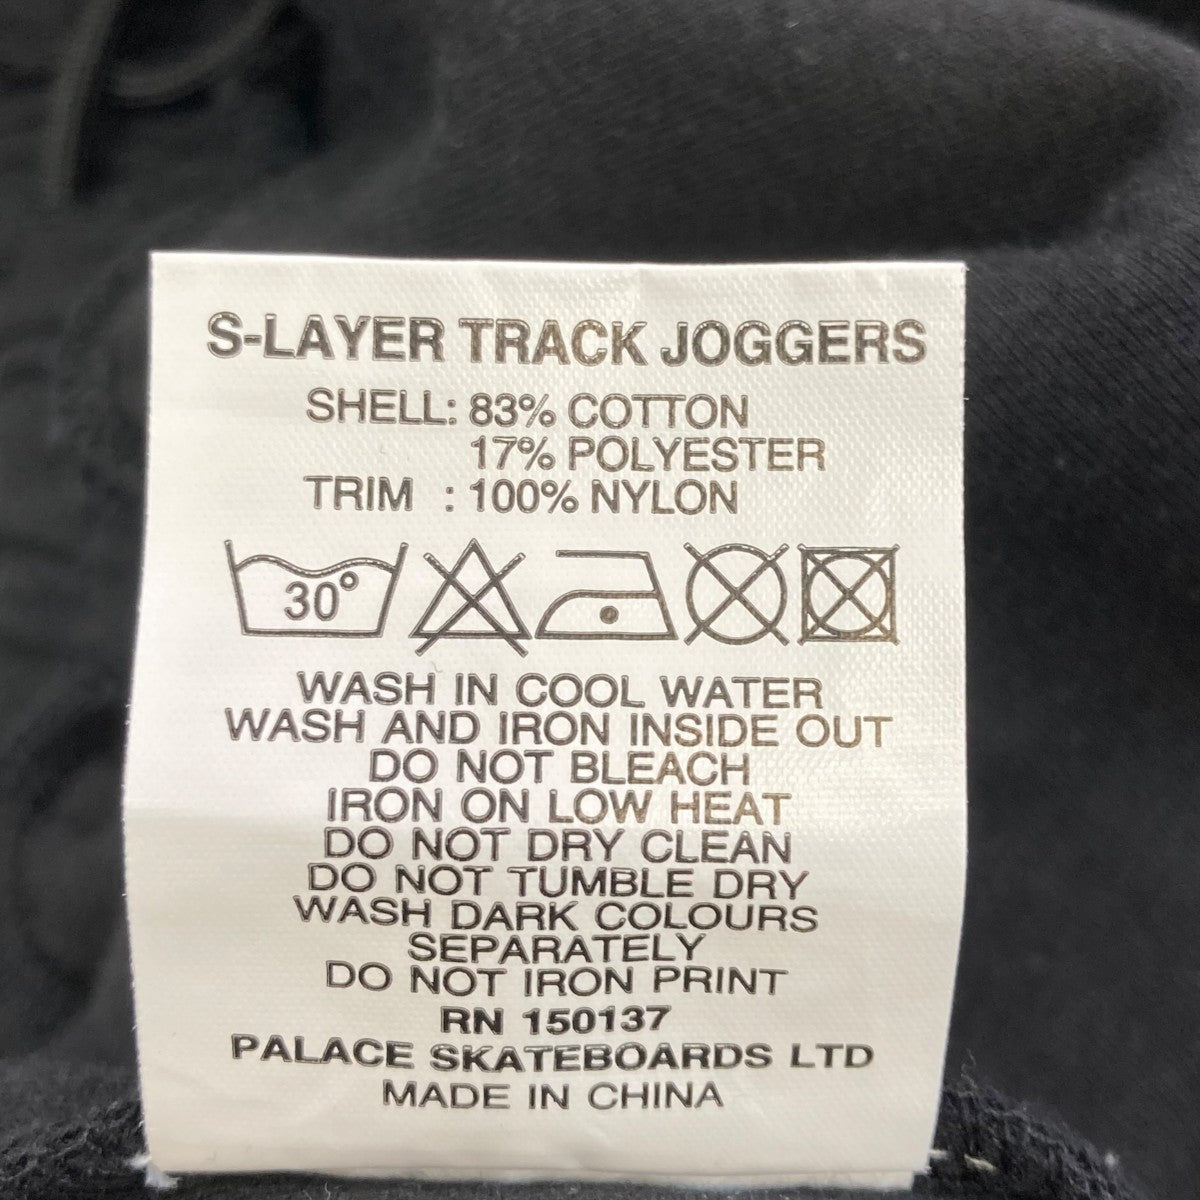 S-LAYER TRACK JOGGERS
SHELL: 83% COTTON
17% POLYESTER
TRIM : 100% NYLON
30°
WASH IN COOL WATER
WASH AND IRON INSIDE OUT
DO NOT BLEACH
IRON ON LOW HEAT
DO NOT DRY CLEAN
DO NOT TUMBLE DRY
WASH DARK COLOURS
SEPARATELY
DO NOT IRON PRINT
RN 150137
PALACE SKATEBOARDS LTD
MADE IN CHINA